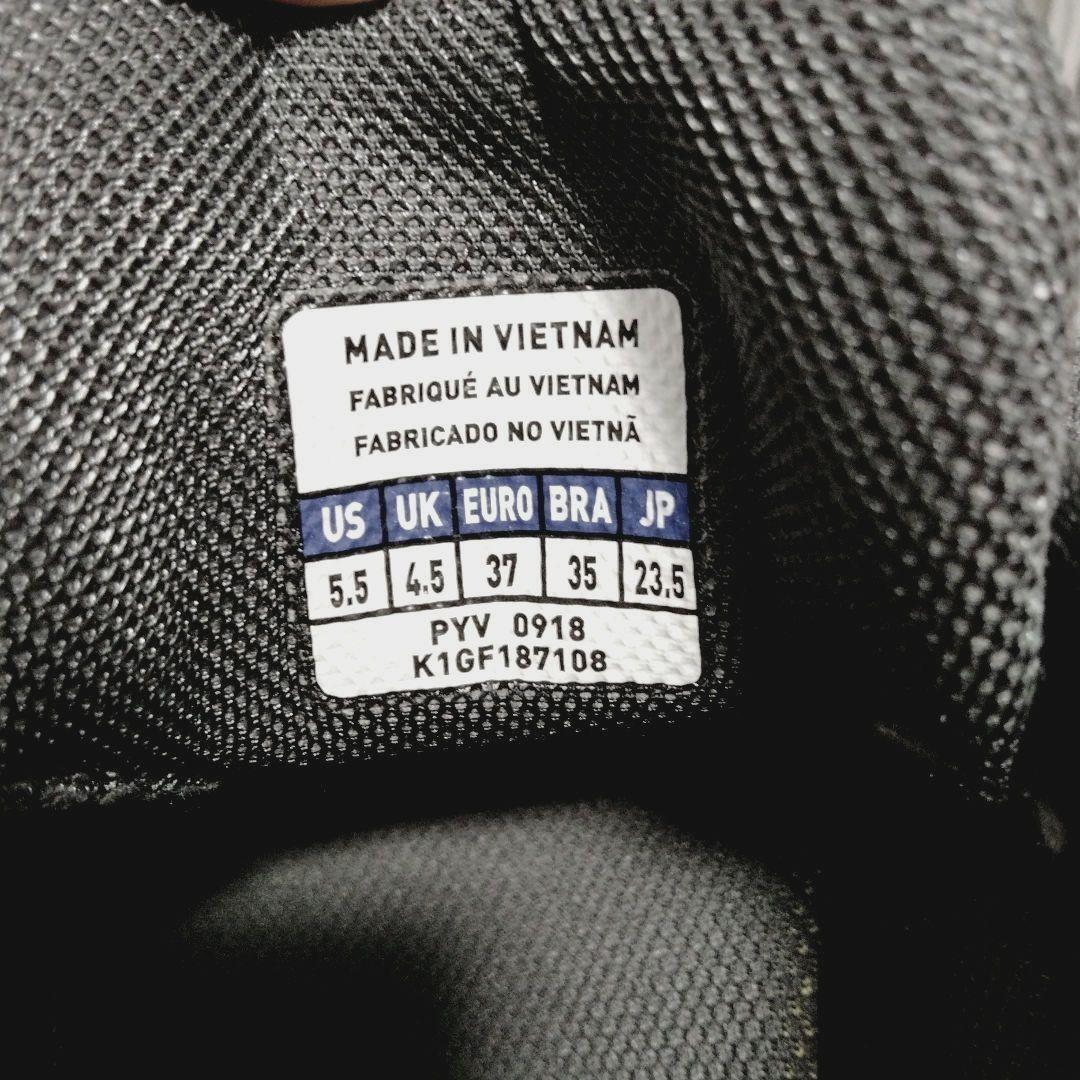 MADE IN VIETNAM
FABRIQUÉ AU VIETNAM
FABRICADO NO VIETNÃ
US UK EURO BRA JP
5.5 4.5 37 35 23.5
PYV 0918
K1GF187108